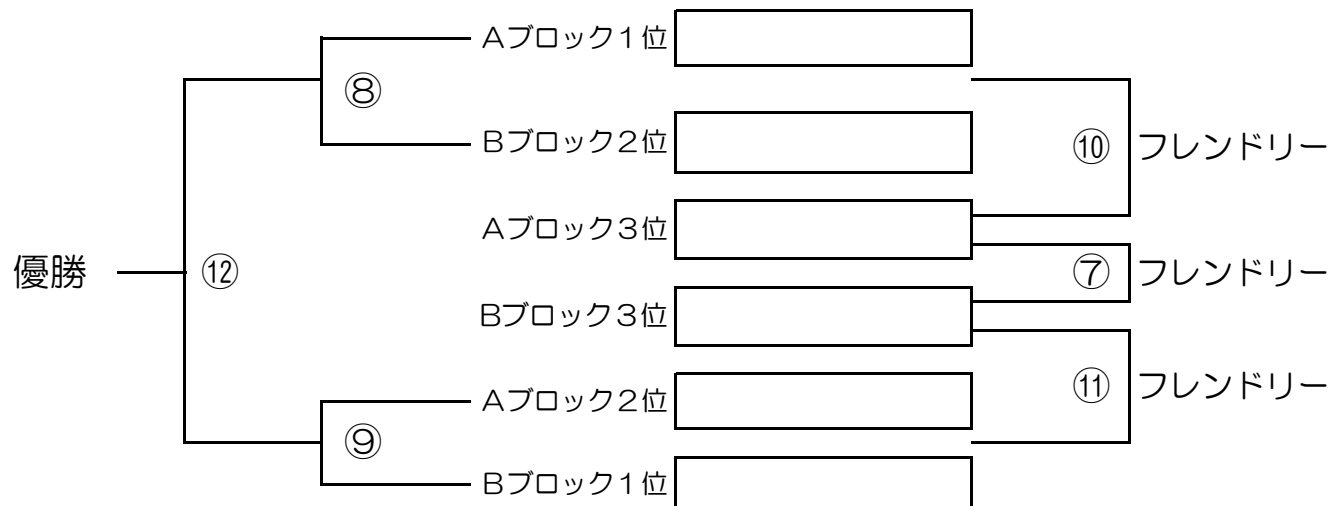 Aブロック1位
⑧
Bブロック2位
⑩ フレンドリー
Aブロック3位
優勝 ⑫
⑦ フレンドリー
Bブロック3位
⑪ フレンドリー
Aブロック2位
⑨
Bブロック1位